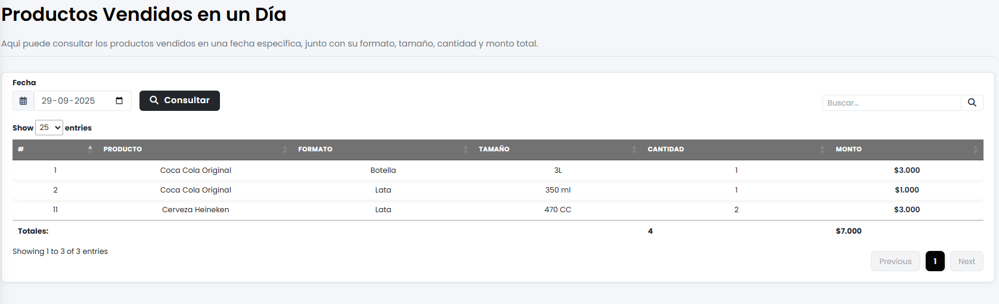 Productos Vendidos en un Día
Aquí puede consultar los productos vendidos en una fecha específica, junto con su formato, tamaño, cantidad y monto total.
Fecha
29-09-2025 Consultar Buscar...
Show 25 entries
# PRODUCTO FORMATO TAMAÑO CANTIDAD MONTO
1 Coca Cola Original Botella 3L 1 $3.000
2 Coca Cola Original Lata 350 ml 1 $1.000
11 Cerveza Heineken Lata 470 CC 2 $3.000
Totales: 4 $7.000
Showing 1 to 3 of 3 entries
Previous 1 Next